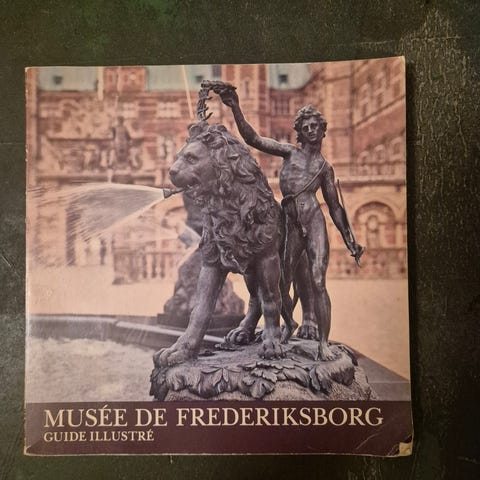 MUSÉE DE FREDERIKSBORG
GUIDE ILLUSTRÉ